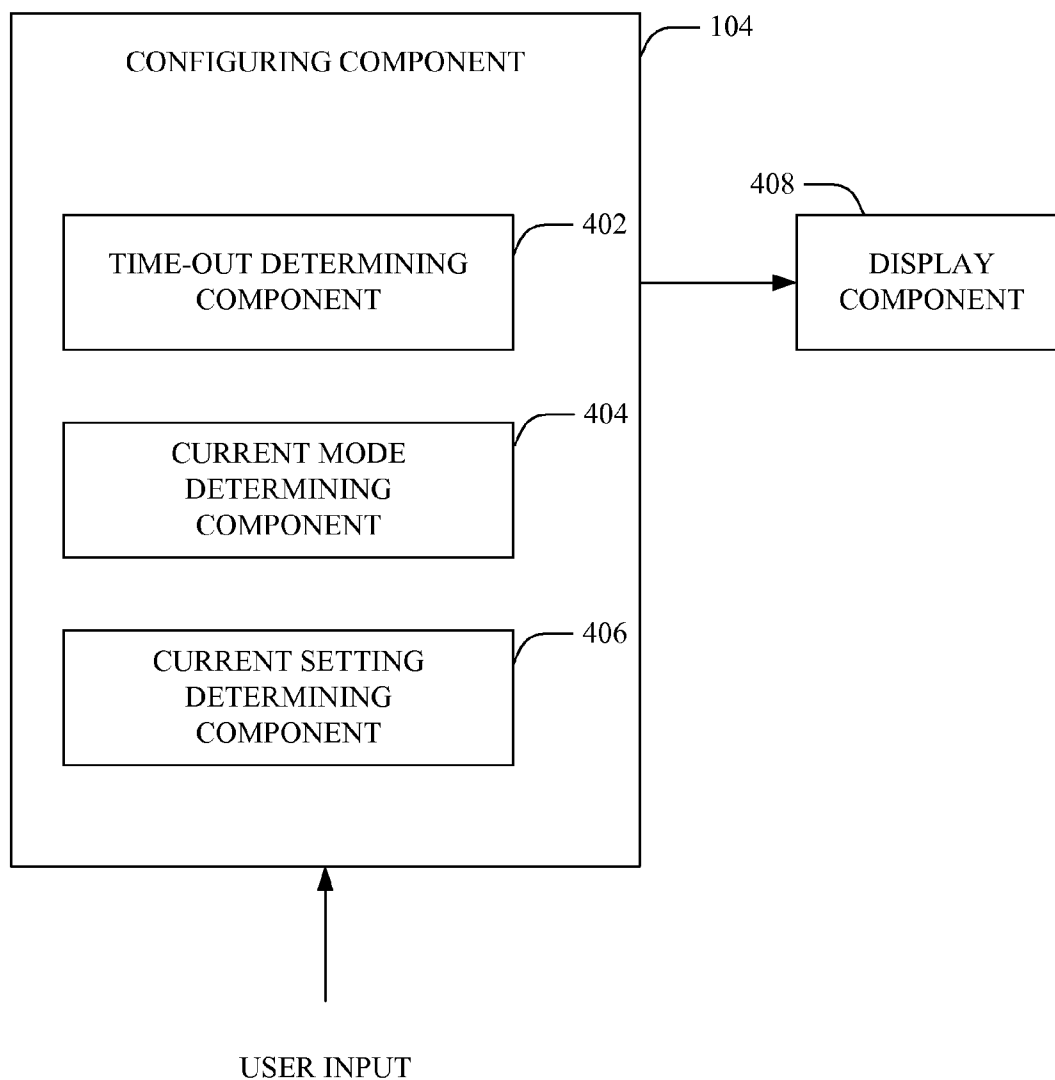 104
CONFIGURING COMPONENT
408
402
TIME-OUT DETERMINING
COMPONENT
DISPLAY
COMPONENT
404
CURRENT MODE
DETERMINING
COMPONENT
406
CURRENT SETTING
DETERMINING
COMPONENT
USER INPUT